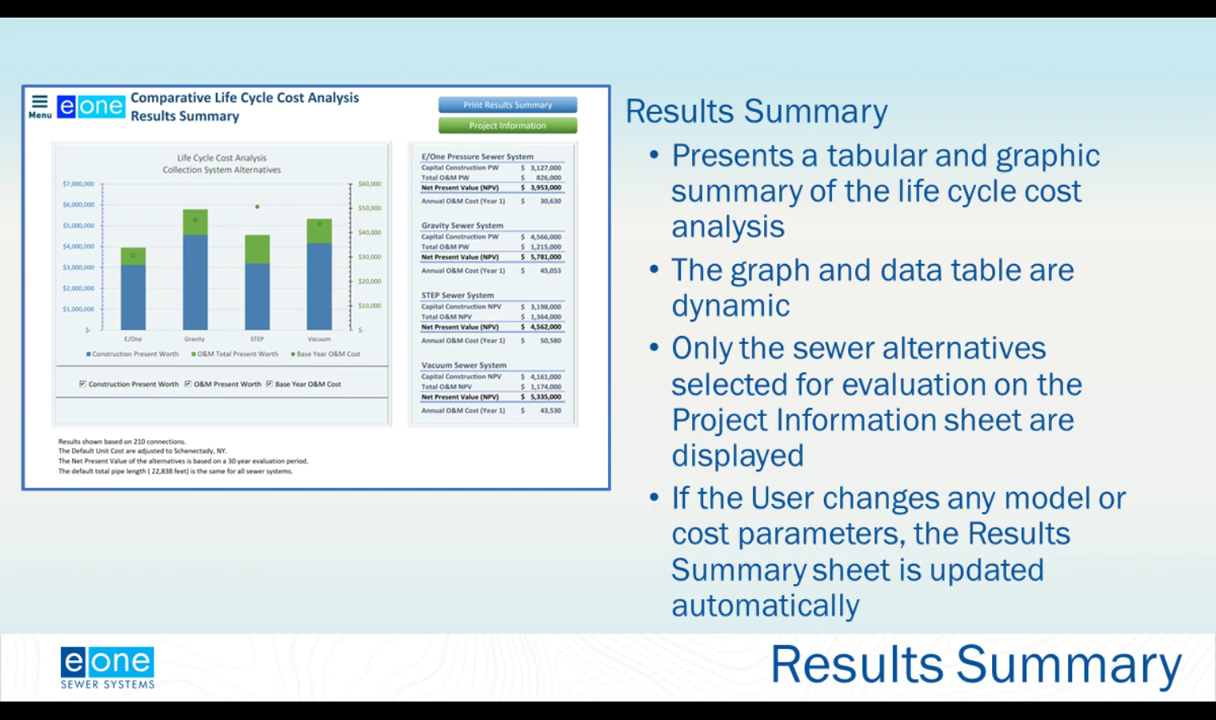 Menu
e one
Comparative Life Cycle Cost Analysis
Results Summary
Print Results Summary
Project Information
Life Cycle Cost Analysis
Collection System Alternatives
$7,000,000
$6,000,000
$5,000,000
$4,000,000
$3,000,000
$2,000,000
$1,000,000
$-
$60,000
$50,000
$40,000
$30,000
$20,000
$10,000
$-
E/One Gravity STEP Vacuum
Construction Present Worth O&M Total Present Worth Base Year O&M Cost
Construction Present Worth O&M Present Worth Base Year O&M Cost
E/One Pressure Sewer System
Capital Construction PW $ 3,127,000
Total O&M PW $ 826,000
Net Present Value (NPV) $ 3,953,000
Annual O&M Cost (Year 1) $ 30,630
Gravity Sewer System
Capital Construction PW $ 4,566,000
Total O&M PW $ 1,215,000
Net Present Value (NPV) $ 5,781,000
Annual O&M Cost (Year 1) $ 45,053
STEP Sewer System
Capital Construction NPV $ 3,198,000
Total O&M NPV $ 1,364,000
Net Present Value (NPV) $ 4,562,000
Annual O&M Cost (Year 1) $ 50,580
Vacuum Sewer System
Capital Construction NPV $ 4,161,000
Total O&M NPV $ 1,174,000
Net Present Value (NPV) $ 5,335,000
Annual O&M Cost (Year 1) $ 43,530
Results shown based on 210 connections.
The Default Unit Cost are adjusted to Schenectady, NY.
The Net Present Value of the alternatives is based on a 30 year evaluation period.
The default total pipe length ( 22,838 feet) is the same for all sewer systems.
Results Summary
• Presents a tabular and graphic
summary of the life cycle cost
analysis
• The graph and data table are
dynamic
• Only the sewer alternatives
selected for evaluation on the
Project Information sheet are
displayed
• If the User changes any model or
cost parameters, the Results
Summary sheet is updated
automatically
e one
SEWER SYSTEMS
Results Summary